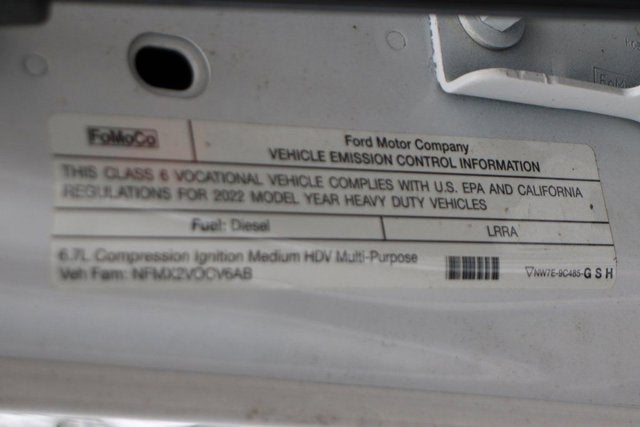 FoMoCo
Ford Motor Company
VEHICLE EMISSION CONTROL INFORMATION
THIS CLASS 6 VOCATIONAL VEHICLE COMPLIES WITH U.S. EPA AND CALIFORNIA
REGULATIONS FOR 2022 MODEL YEAR HEAVY DUTY VEHICLES
Fuel: Diesel
LRRA
6.7L Compression Ignition Medium HDV Multi-Purpose
Veh Fam: NFMX2VOCV6AB
NW7E-9C485-GSH